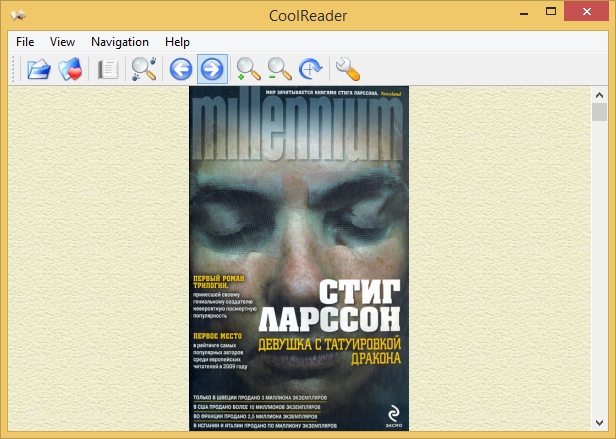 CoolReader
File View Navigation Help
МИР ЗАЧИТЫВАЕТСЯ КНИГАМИ СТИГА ЛАРССОНА. Newsland
millennium
ПЕРВЫЙ РОМАН
ТРИЛОГИИ,
принесшей своему
гениальному создателю
невероятную посмертную
популярность
СТИГ
ЛАРССОН
ПЕРВОЕ МЕСТО
в рейтинге самых
популярных авторов
среди европейских
читателей в 2009 году
ДЕВУШКА С ТАТУИРОВКОЙ
ДРАКОНА
ТОЛЬКО В ШВЕЦИИ ПРОДАНО 3 МИЛЛИОНА ЭКЗЕМПЛЯРОВ
В США ПРОДАНО БОЛЕЕ 10 МИЛЛИОНОВ ЭКЗЕМПЛЯРОВ
ВО ФРАНЦИИ ПРОДАНО 2,5 МИЛЛИОНА ЭКЗЕМПЛЯРОВ
В ИСПАНИИ И ИТАЛИИ ПРОДАНО ПО МИЛЛИОНУ ЭКЗЕМПЛЯРОВ
ЭКСМО